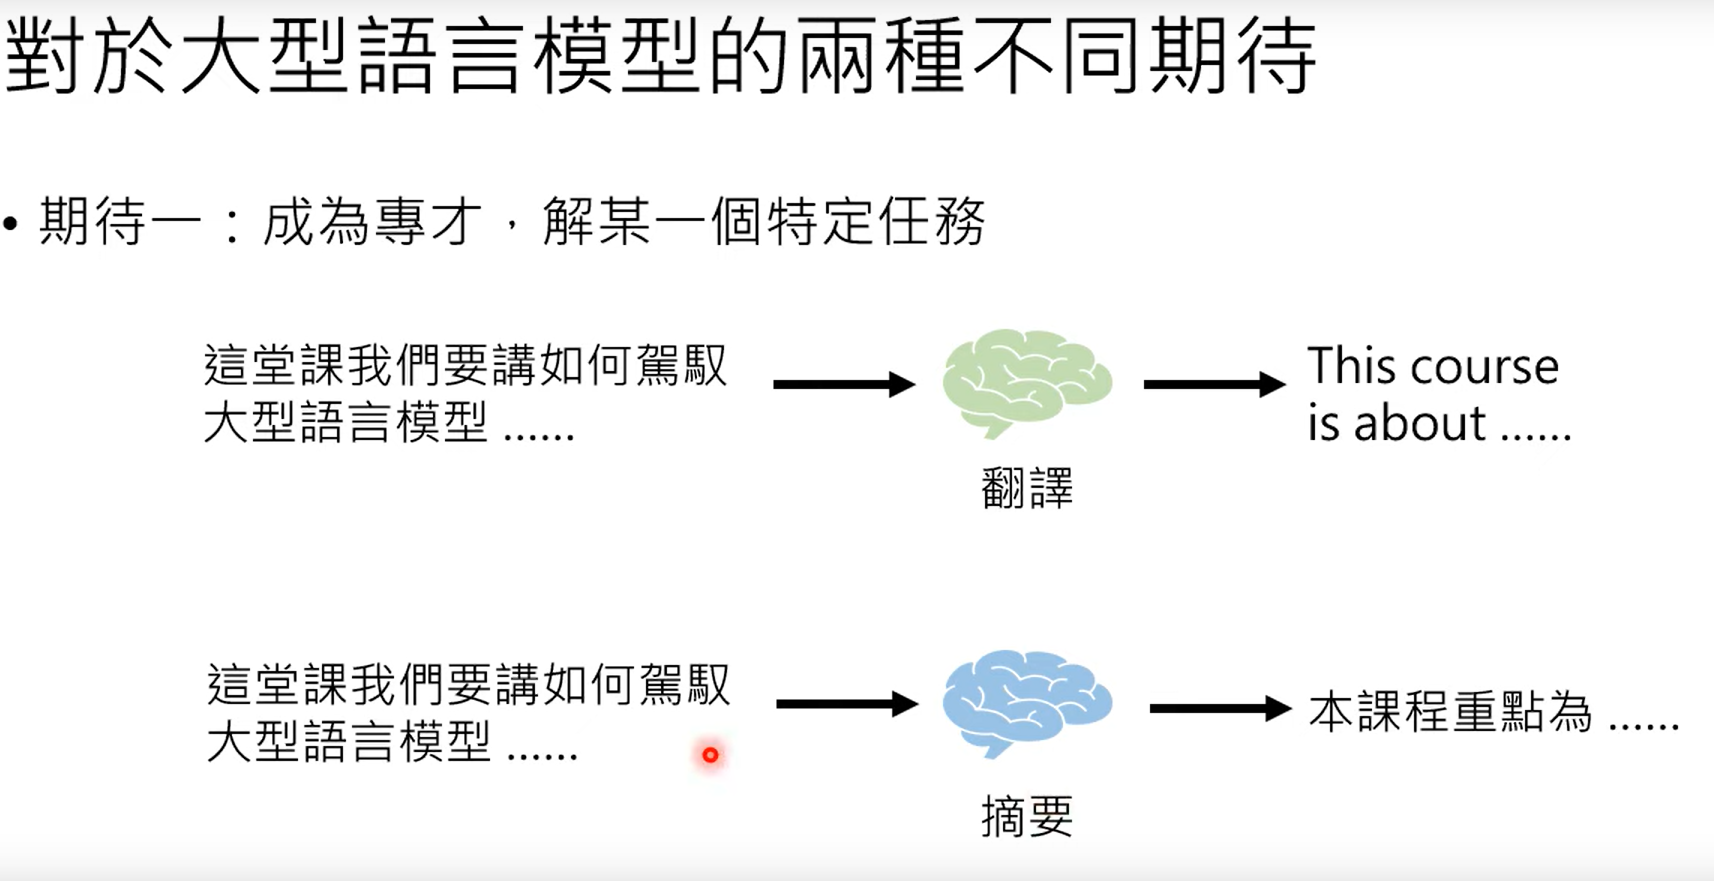 對於大型語言模型的兩種不同期待
• 期待一：成為專才，解某一個特定任務
這堂課我們要講如何駕馭
大型語言模型 ......
翻譯
This course
is about ......
這堂課我們要講如何駕馭
大型語言模型 ......
摘要
本課程重點為 ......